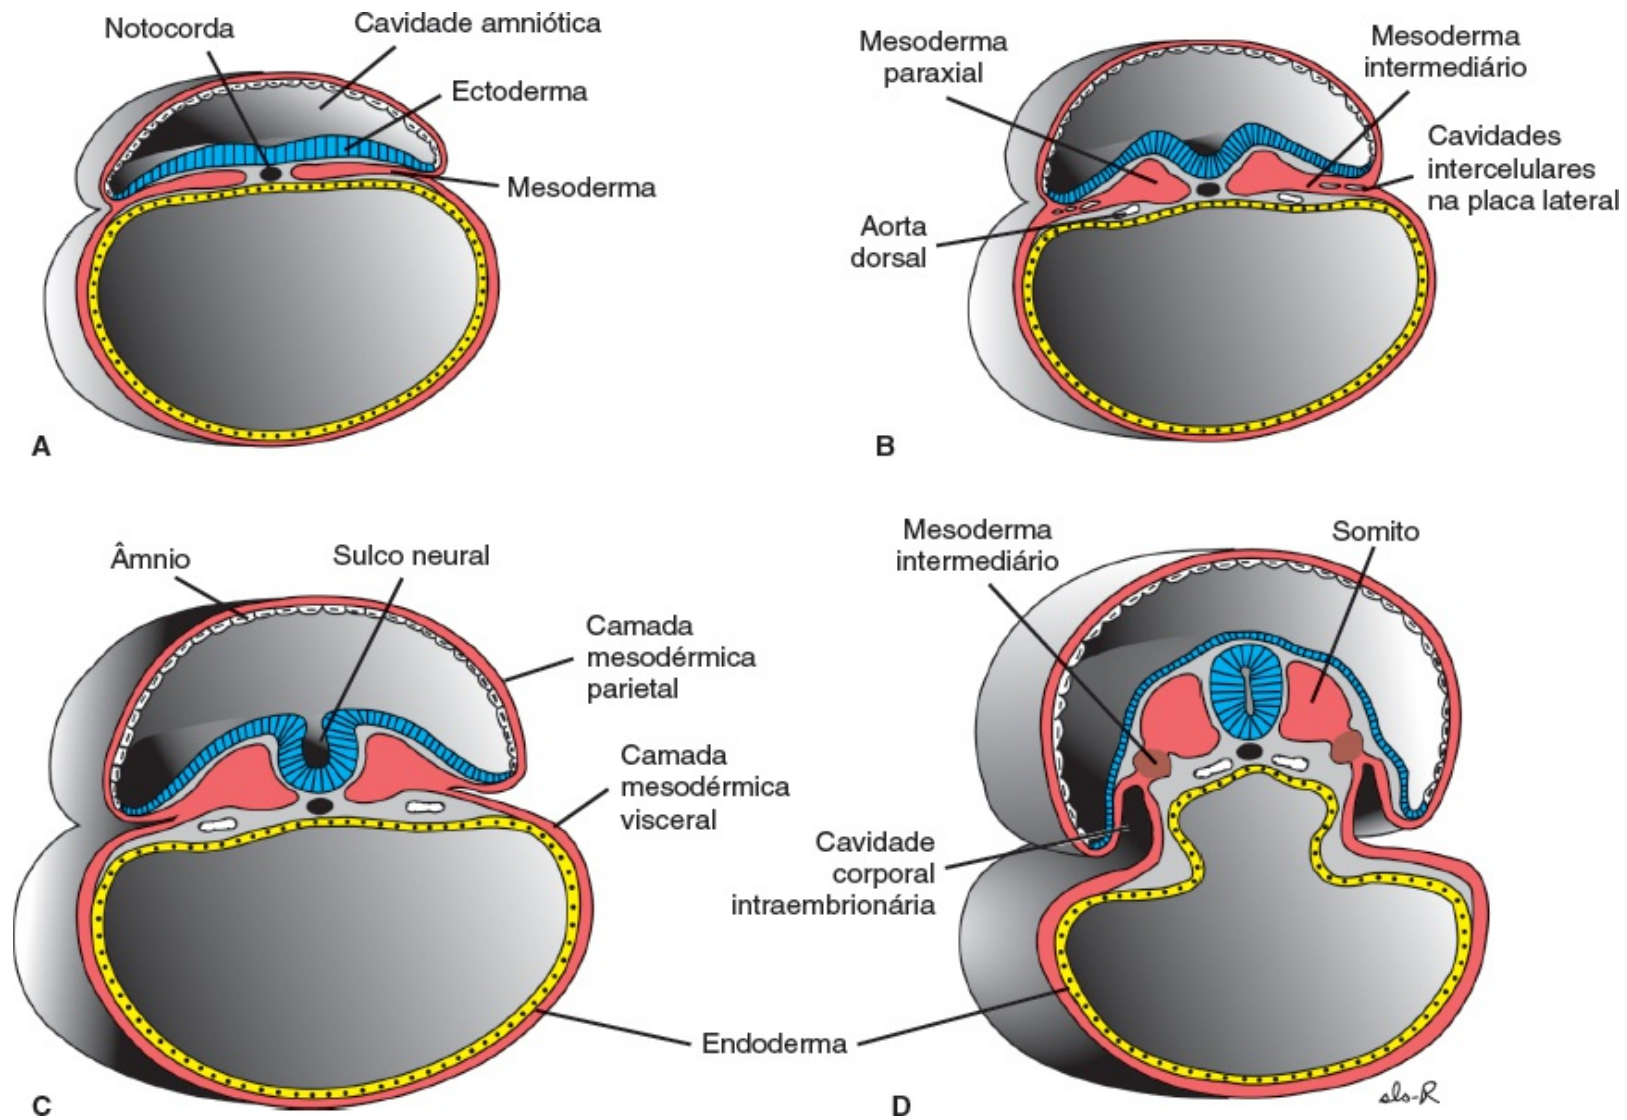 Notocorda
Cavidade amniótica
Ectoderma
Mesoderma
A
Mesoderma
paraxial
Mesoderma
intermediário
Cavidades
intercelulares
na placa lateral
Aorta
dorsal
B
Âmnio
Sulco neural
Camada
mesodérmica
parietal
Camada
mesodérmica
visceral
C
Mesoderma
intermediário
Somito
Cavidade
corporal
intraembrionária
Endoderma
D
sls-R